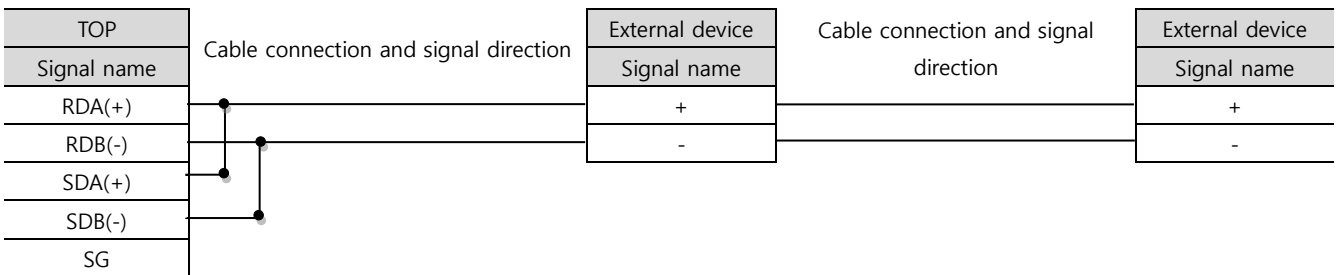 TOP
Signal name
RDA(+)
RDB(-)
SDA(+)
SDB(-)
SG
Cable connection and signal direction
External device
Signal name
+
-
Cable connection and signal
direction
External device
Signal name
+
-